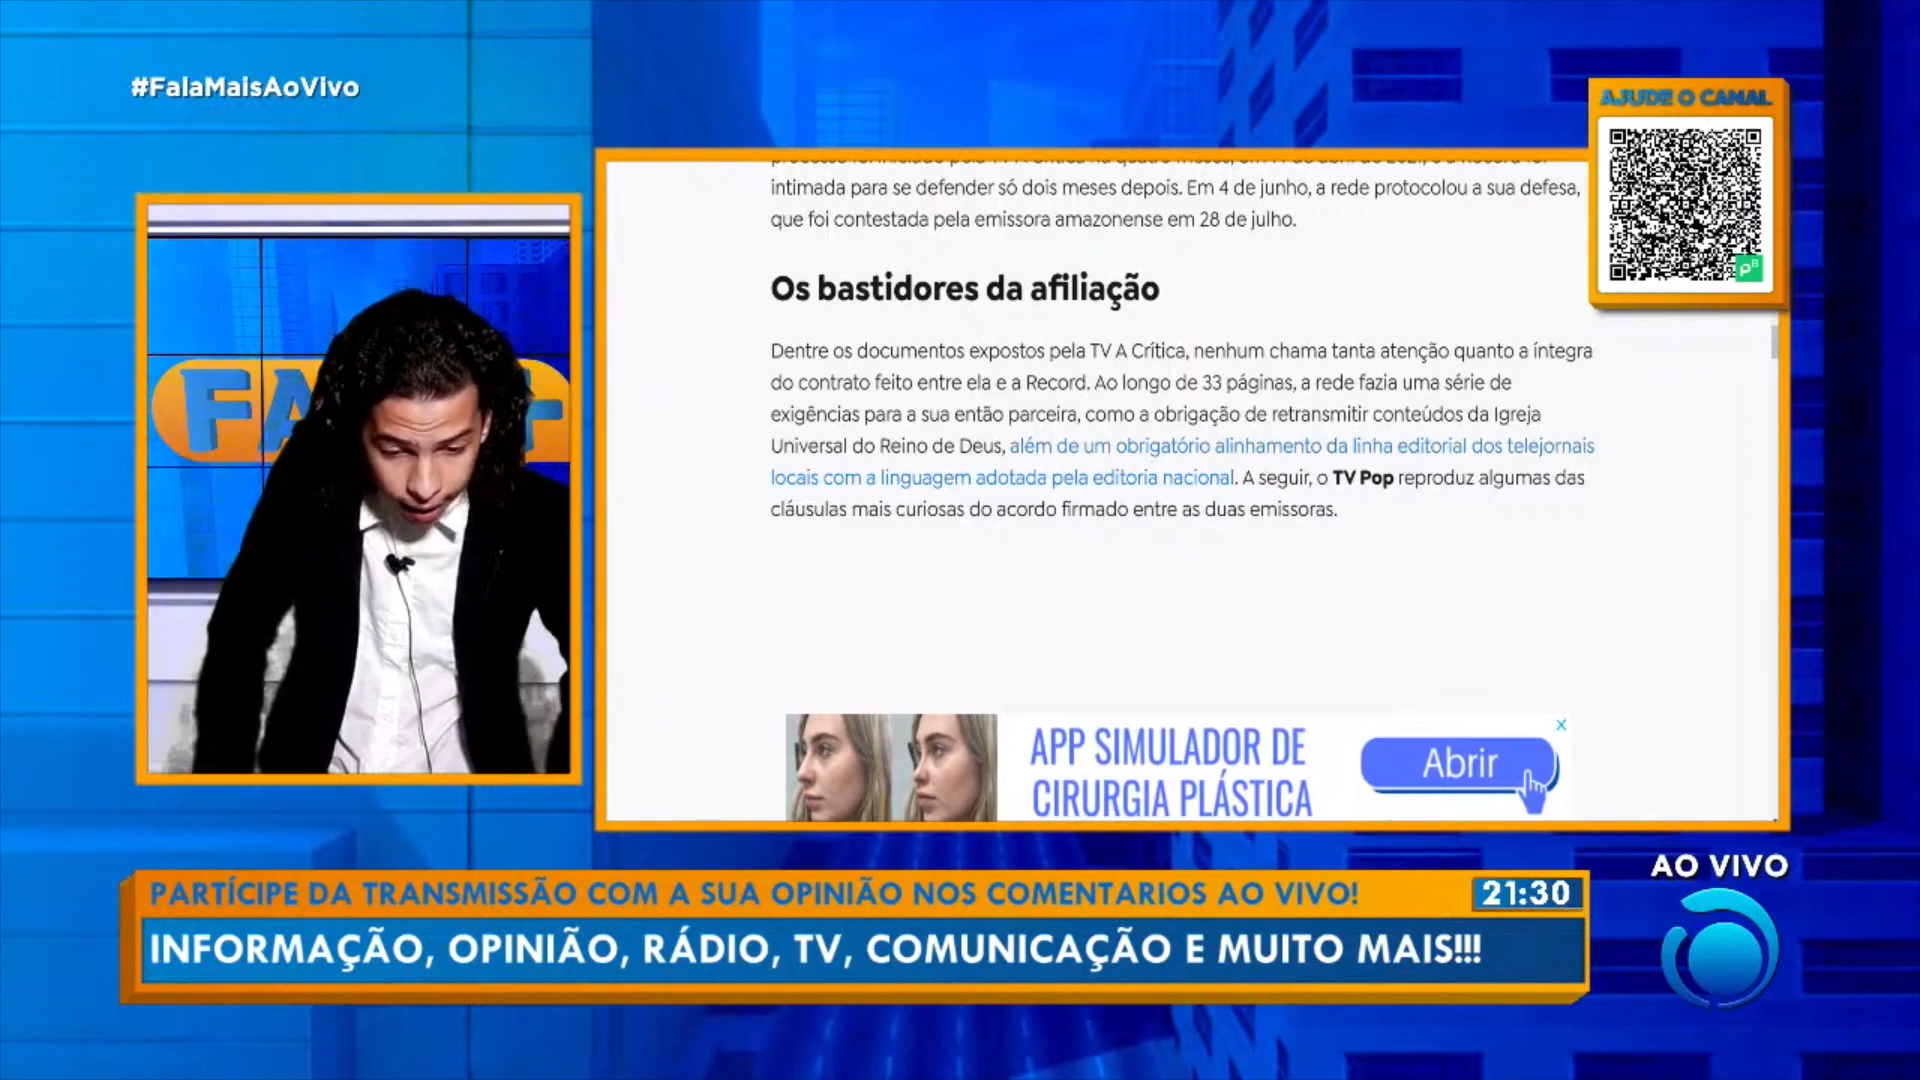 #FalaMaisAoVivo
AJUDE O CANAL
intimada para se defender só dois meses depois. Em 4 de junho, a rede protocolou a sua defesa,
que foi contestada pela emissora amazonense em 28 de julho.
Os bastidores da afiliação
Dentre os documentos expostos pela TV A Crítica, nenhum chama tanta atenção quanto a íntegra
do contrato feito entre ela e a Record. Ao longo de 33 páginas, a rede fazia uma série de
exigências para a sua então parceira, como a obrigação de retransmitir conteúdos da Igreja
Universal do Reino de Deus, além de um obrigatório alinhamento da linha editorial dos telejornais
locais com a linguagem adotada pela editoria nacional. A seguir, o TV Pop reproduz algumas das
cláusulas mais curiosas do acordo firmado entre as duas emissoras.
APP SIMULADOR DE
CIRURGIA PLÁSTICA
Abrir
PARTÍCIPE DA TRANSMISSÃO COM A SUA OPINIÃO NOS COMENTARIOS AO VIVO!
21:30
INFORMAÇÃO, OPINIÃO, RÁDIO, TV, COMUNICAÇÃO E MUITO MAIS!!!
AO VIVO